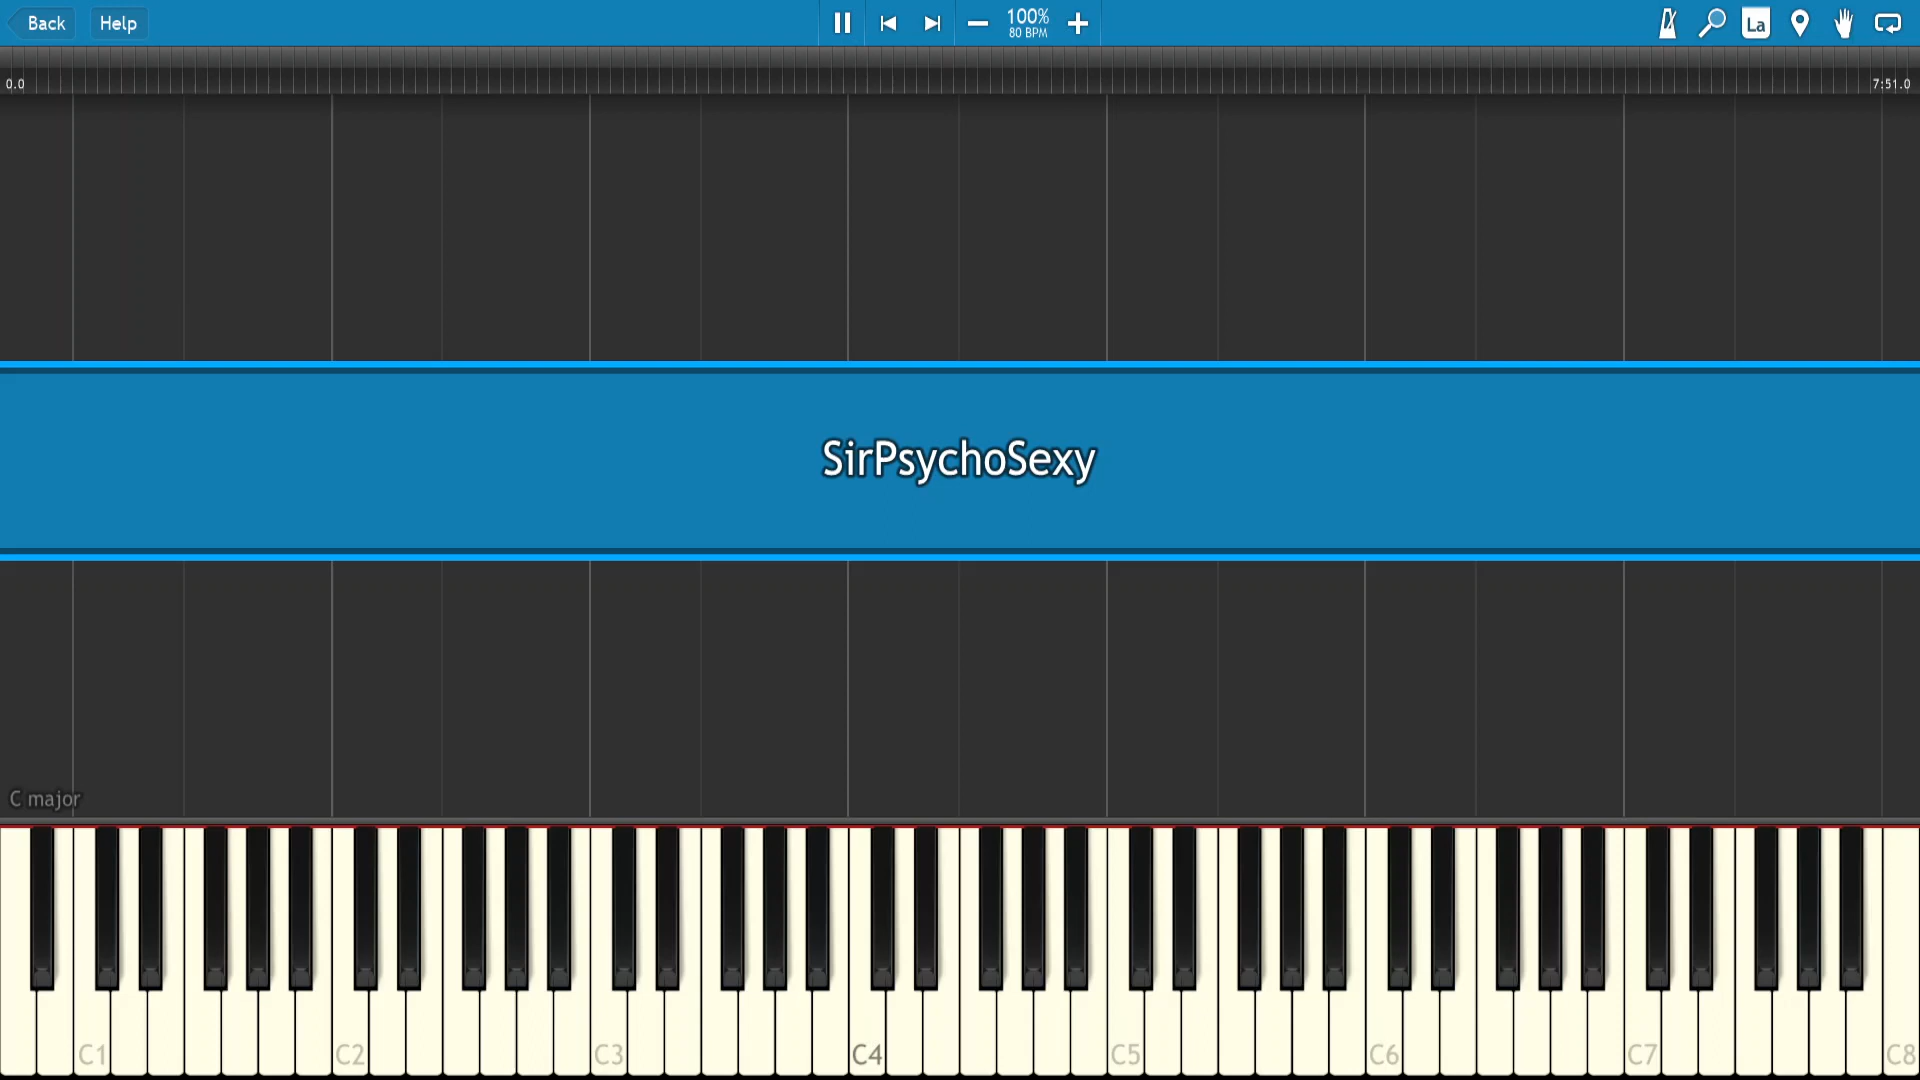 Back Help 100%
80 BPM
La
0.0 7:51.0
SirPsychoSexy
C major
C1 C2 C3 C4 C5 C6 C7 C8